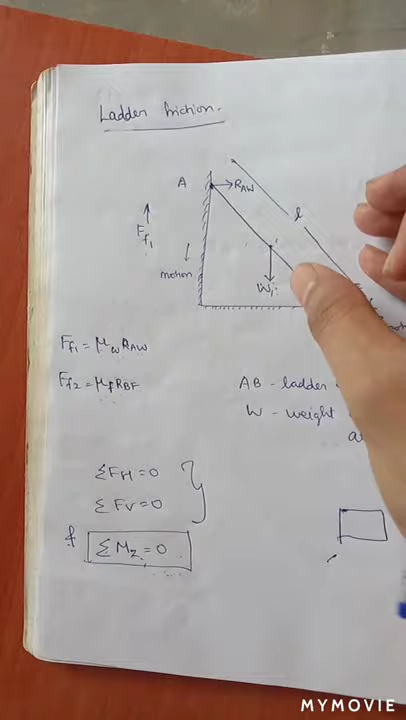 Ladder friction.
A
RAW
l
Ff1
motion
W
Ff1 = μw RAW
Ff2 = μf RBF
AB - ladder
W - weight
ΣFH = 0
ΣFV = 0
&
ΣMz = 0
MYMOVIE